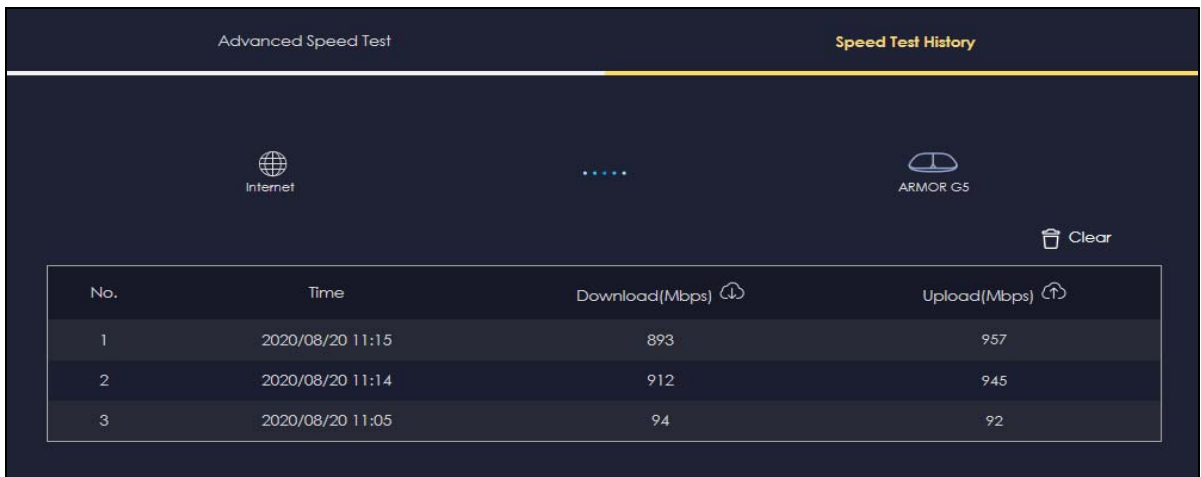 Advanced Speed Test Speed Test History
Internet ARMOR G5
Clear
No. Time Download(Mbps) Upload(Mbps)
1 2020/08/20 11:15 893 957
2 2020/08/20 11:14 912 945
3 2020/08/20 11:05 94 92